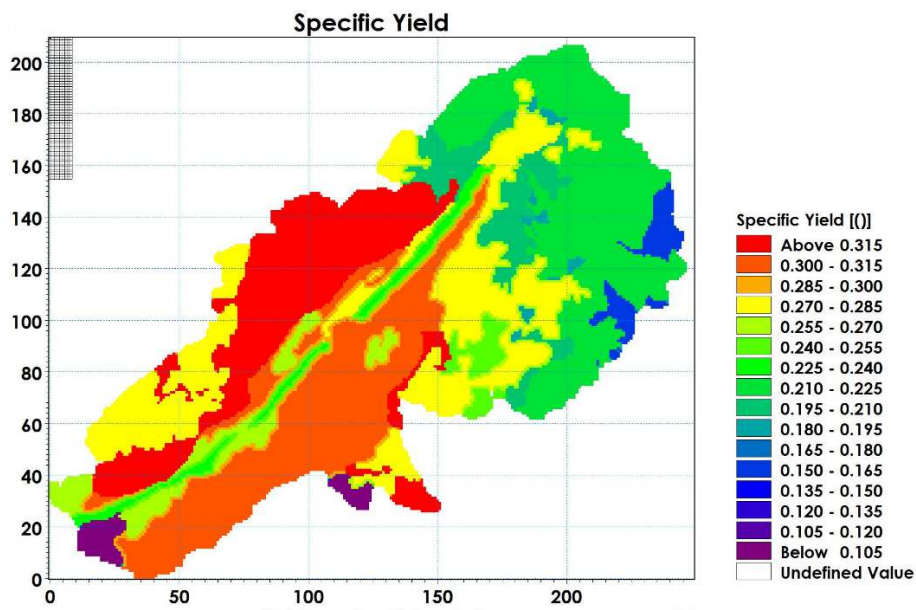 Specific Yield
200
180
160
140
120
100
80
60
40
20
0
0 50 100 150 200
Specific Yield [()]
Above 0.315
0.300 - 0.315
0.285 - 0.300
0.270 - 0.285
0.255 - 0.270
0.240 - 0.255
0.225 - 0.240
0.210 - 0.225
0.195 - 0.210
0.180 - 0.195
0.165 - 0.180
0.150 - 0.165
0.135 - 0.150
0.120 - 0.135
0.105 - 0.120
Below 0.105
Undefined Value